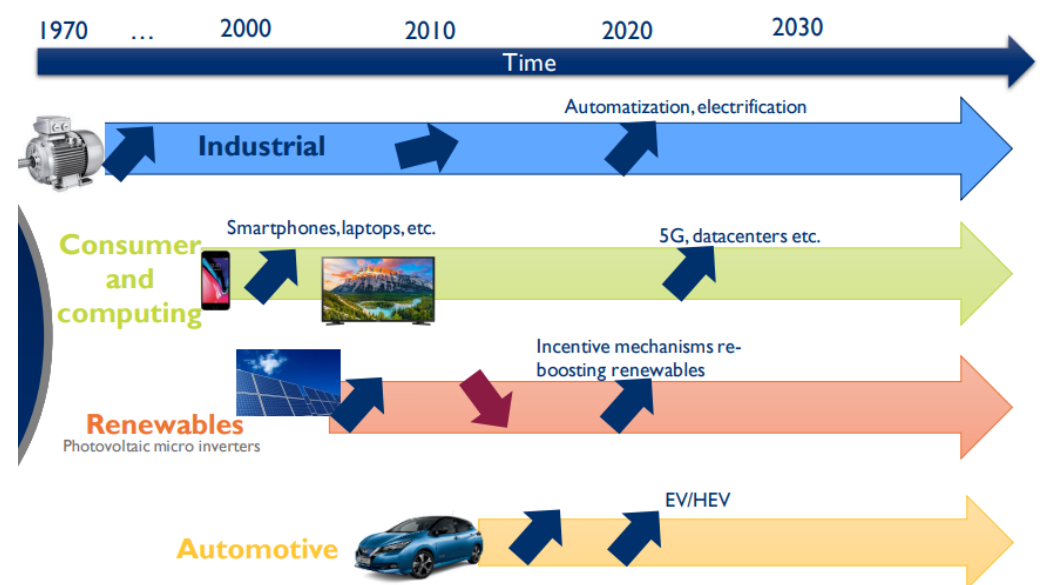 1970 ... 2000 2010 2020 2030
Time
Automatization, electrification
Industrial
Smartphones, laptops, etc.
5G, datacenters etc.
Consumer
and
computing
Incentive mechanisms re-
boosting renewables
Renewables
Photovoltaic micro inverters
EV/HEV
Automotive